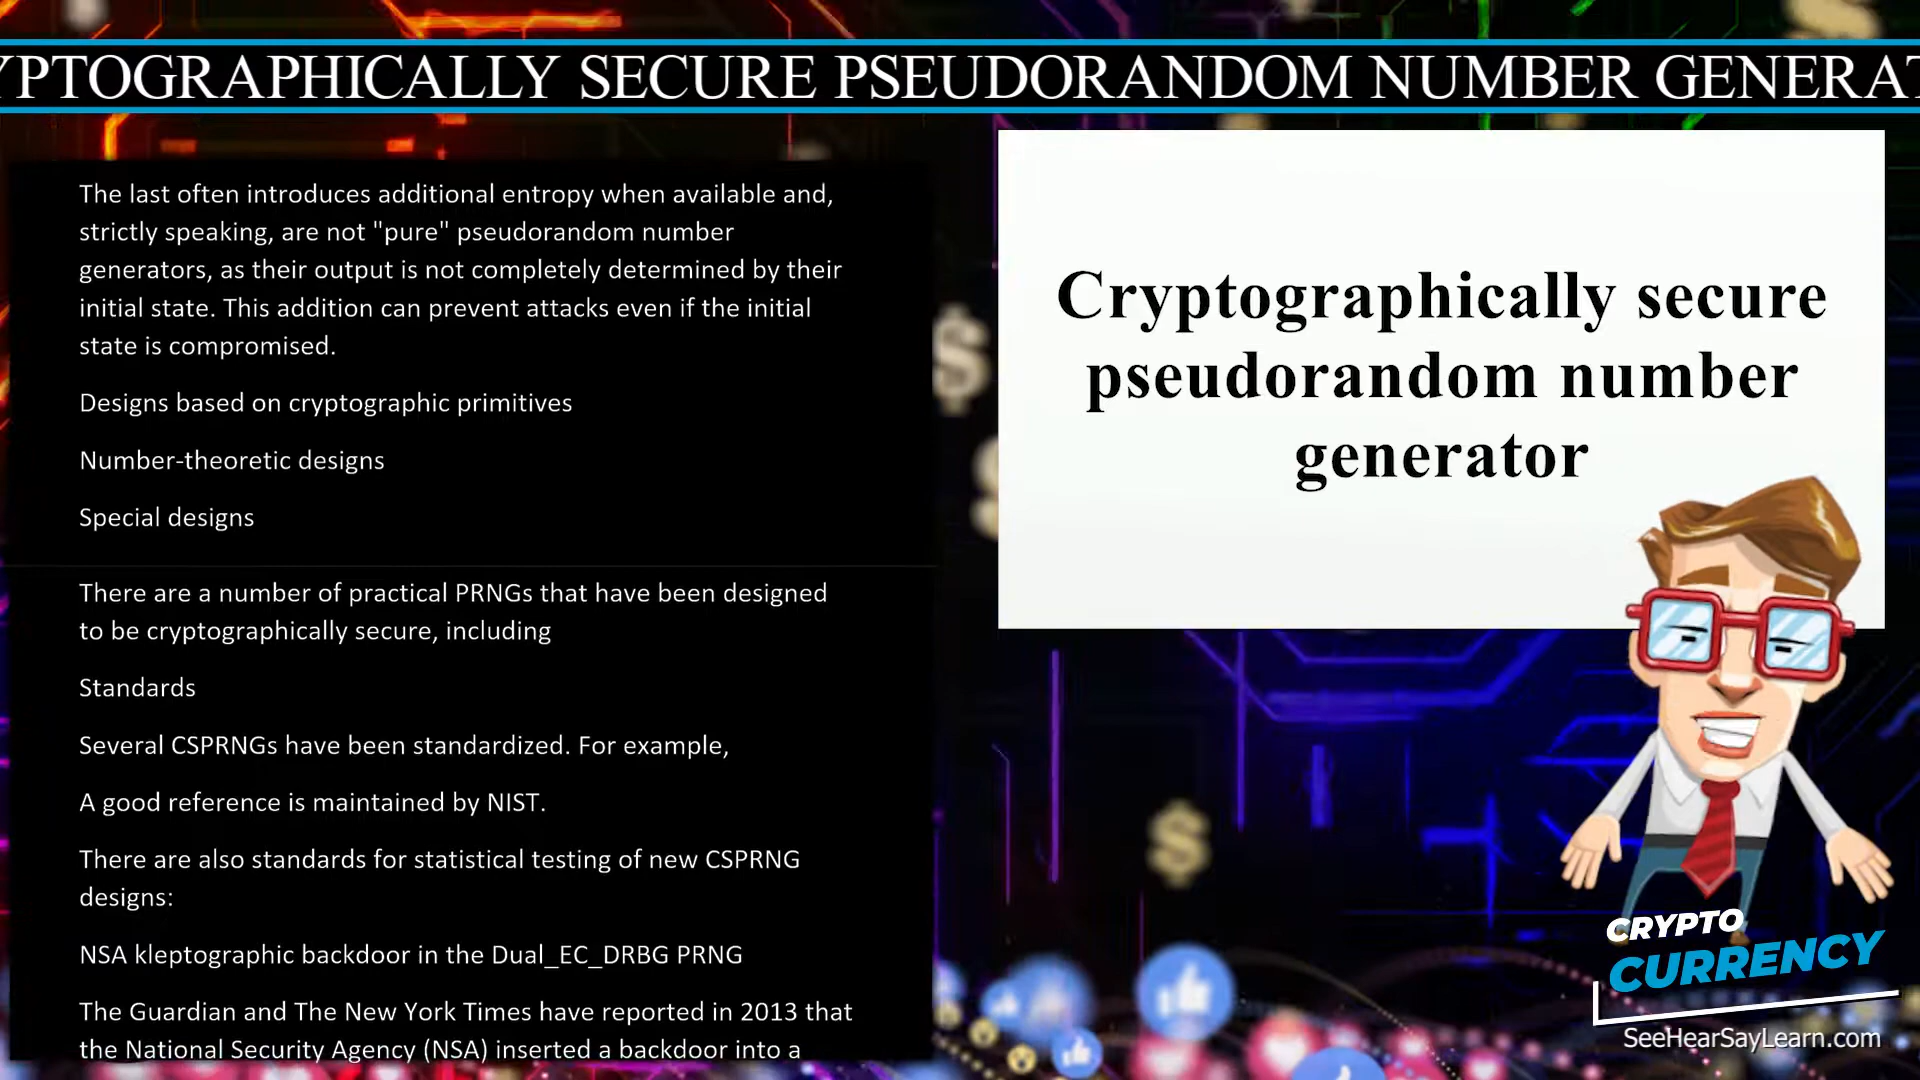 YPTOGRAPHICALLY SECURE PSEUDORANDOM NUMBER GENERAT
The last often introduces additional entropy when available and,
strictly speaking, are not "pure" pseudorandom number
generators, as their output is not completely determined by their
initial state. This addition can prevent attacks even if the initial
state is compromised.
Designs based on cryptographic primitives
Number-theoretic designs
Special designs
There are a number of practical PRNGs that have been designed
to be cryptographically secure, including
Standards
Several CSPRNGs have been standardized. For example,
A good reference is maintained by NIST.
There are also standards for statistical testing of new CSPRNG
designs:
NSA kleptographic backdoor in the Dual_EC_DRBG PRNG
The Guardian and The New York Times have reported in 2013 that
the National Security Agency (NSA) inserted a backdoor into a
Cryptographically secure
pseudorandom number
generator
CRYPTO
CURRENCY
SeeHearSayLearn.com